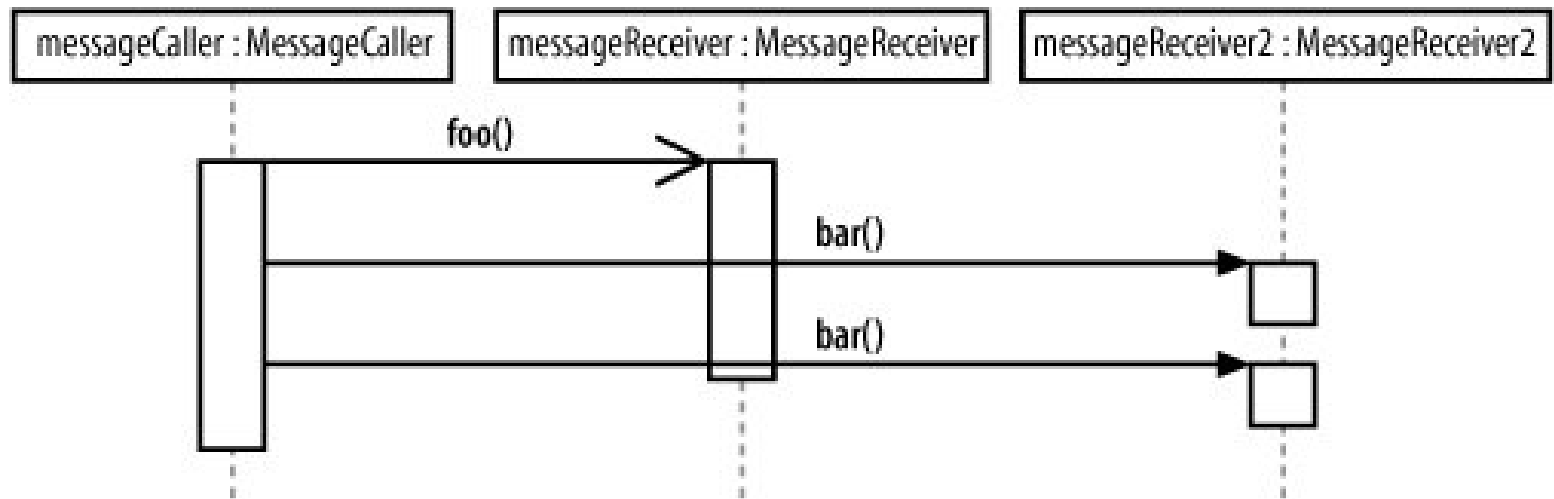 messageCaller : MessageCaller
messageReceiver : MessageReceiver
messageReceiver2 : MessageReceiver2
foo()
bar()
bar()